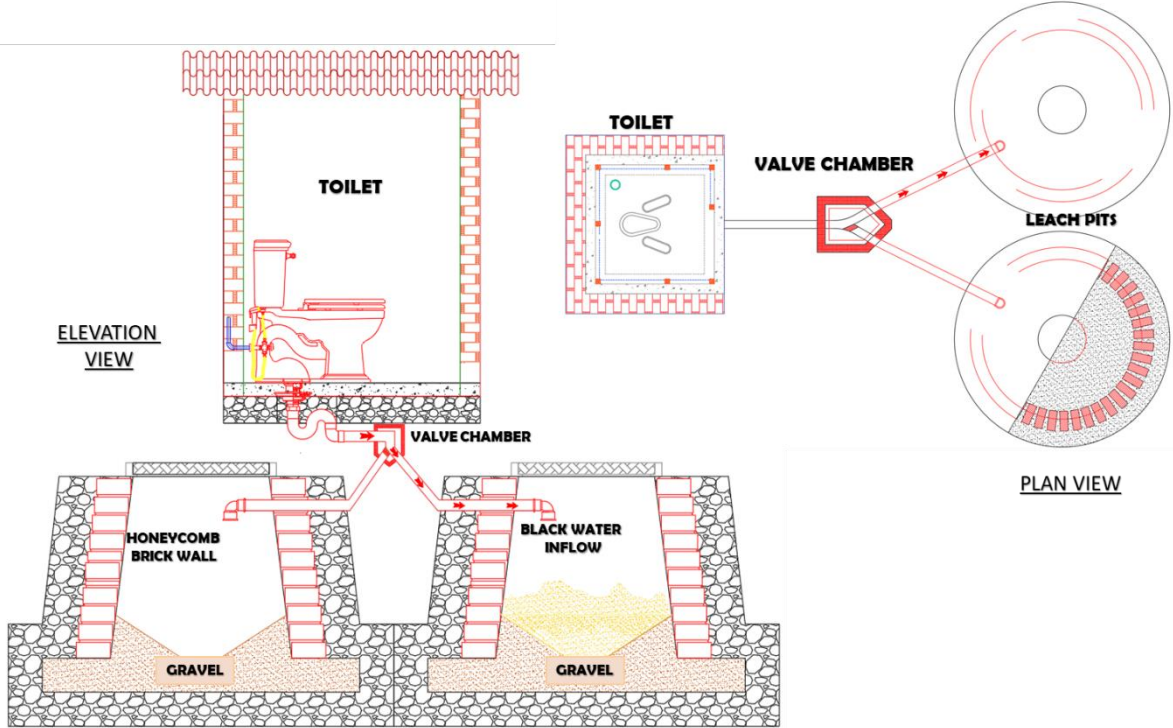 TOILET
ELEVATION
VIEW
VALVE CHAMBER
HONEYCOMB
BRICK WALL
BLACK WATER
INFLOW
GRAVEL
GRAVEL
TOILET
VALVE CHAMBER
LEACH PITS
PLAN VIEW